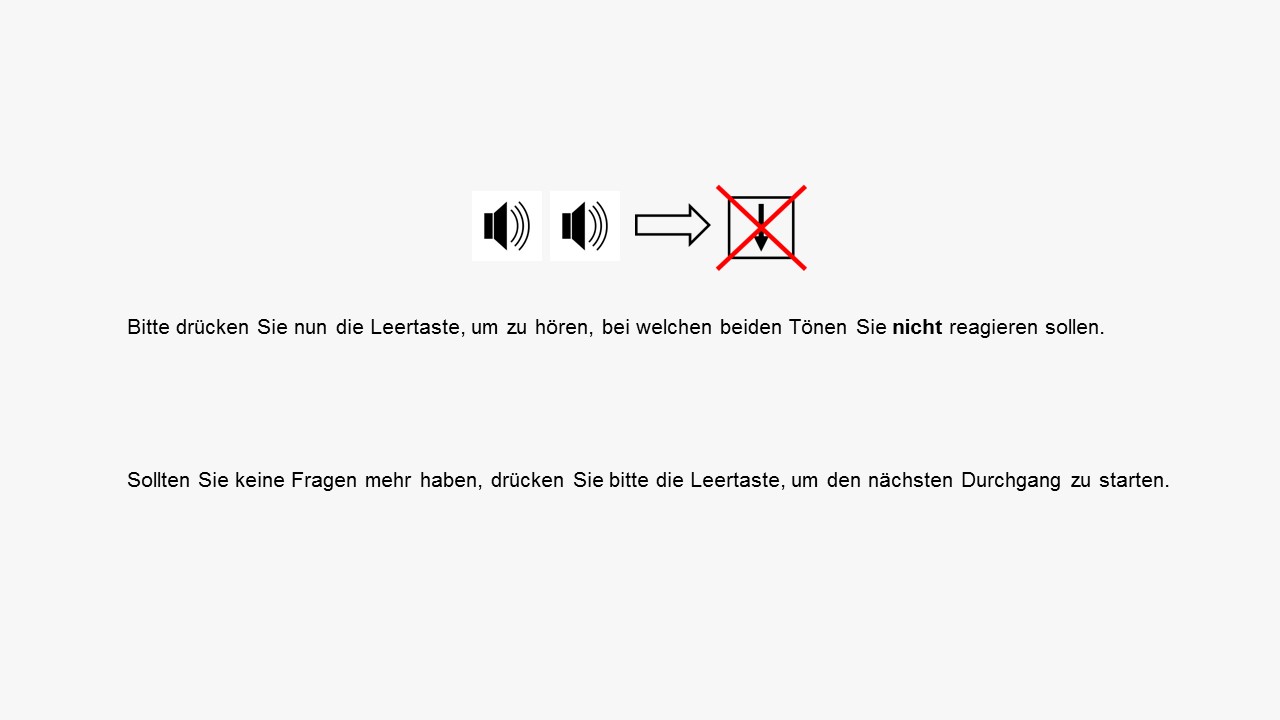 Bitte drücken Sie nun die Leertaste, um zu hören, bei welchen beiden Tönen Sie nicht reagieren sollen.
Sollten Sie keine Fragen mehr haben, drücken Sie bitte die Leertaste, um den nächsten Durchgang zu starten.